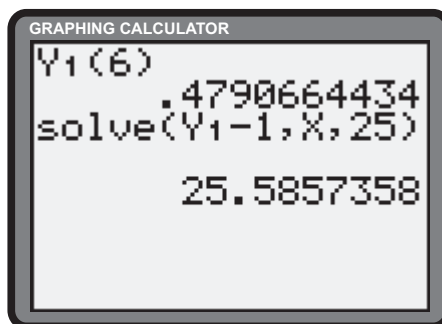 GRAPHING CALCULATOR
Y₁(6)
.4790664434
solve(Y₁-1,X,25)
25.5857358